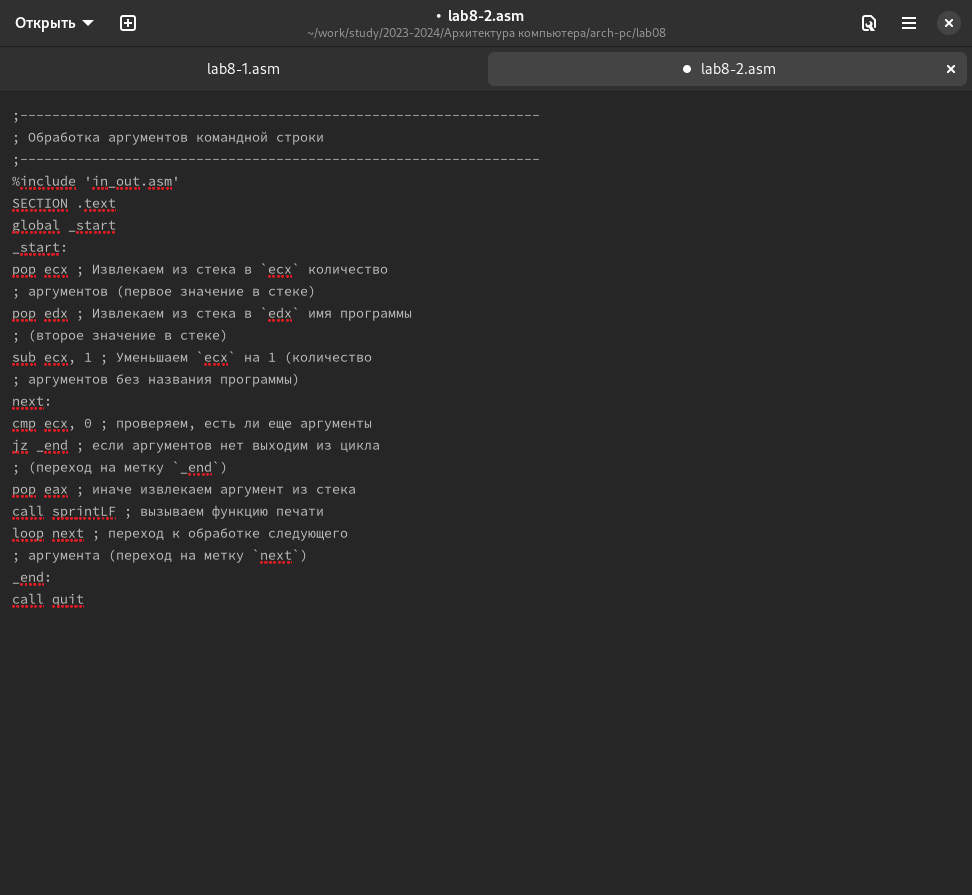 Открыть
• lab8-2.asm
~/work/study/2023-2024/Архитектура компьютера/arch-pc/lab08
lab8-1.asm
● lab8-2.asm
;-----------------------------------------------------------------
; Обработка аргументов командной строки
;-----------------------------------------------------------------
%include 'in_out.asm'
SECTION .text
global _start
_start:
pop ecx ; Извлекаем из стека в `ecx` количество
; аргументов (первое значение в стеке)
pop edx ; Извлекаем из стека в `edx` имя программы
; (второе значение в стеке)
sub ecx, 1 ; Уменьшаем `ecx` на 1 (количество
; аргументов без названия программы)
next:
cmp ecx, 0 ; проверяем, есть ли еще аргументы
jz _end ; если аргументов нет выходим из цикла
; (переход на метку `_end`)
pop eax ; иначе извлекаем аргумент из стека
call sprintLF ; вызываем функцию печати
loop next ; переход к обработке следующего
; аргумента (переход на метку `next`)
_end:
call quit